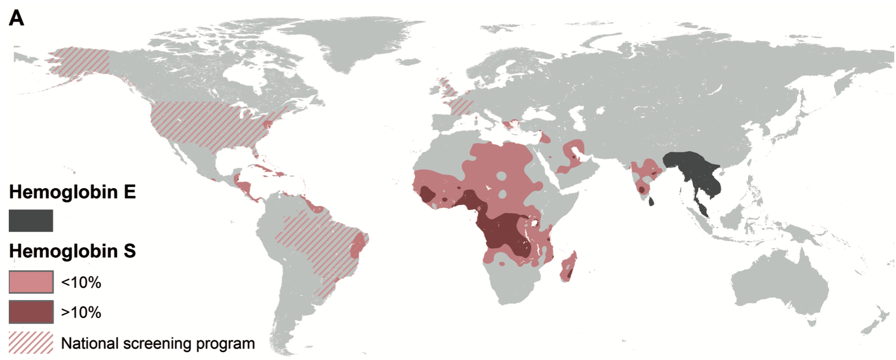 A
Hemoglobin E
Hemoglobin S
<10%
>10%
National screening program